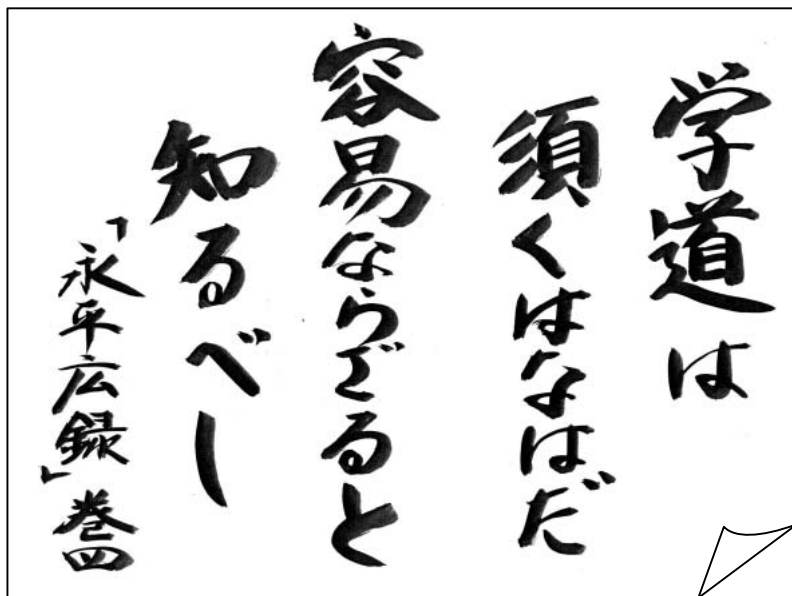 学道は
須くはなはだ
容易ならざると
知るべし
「永平広録」巻四